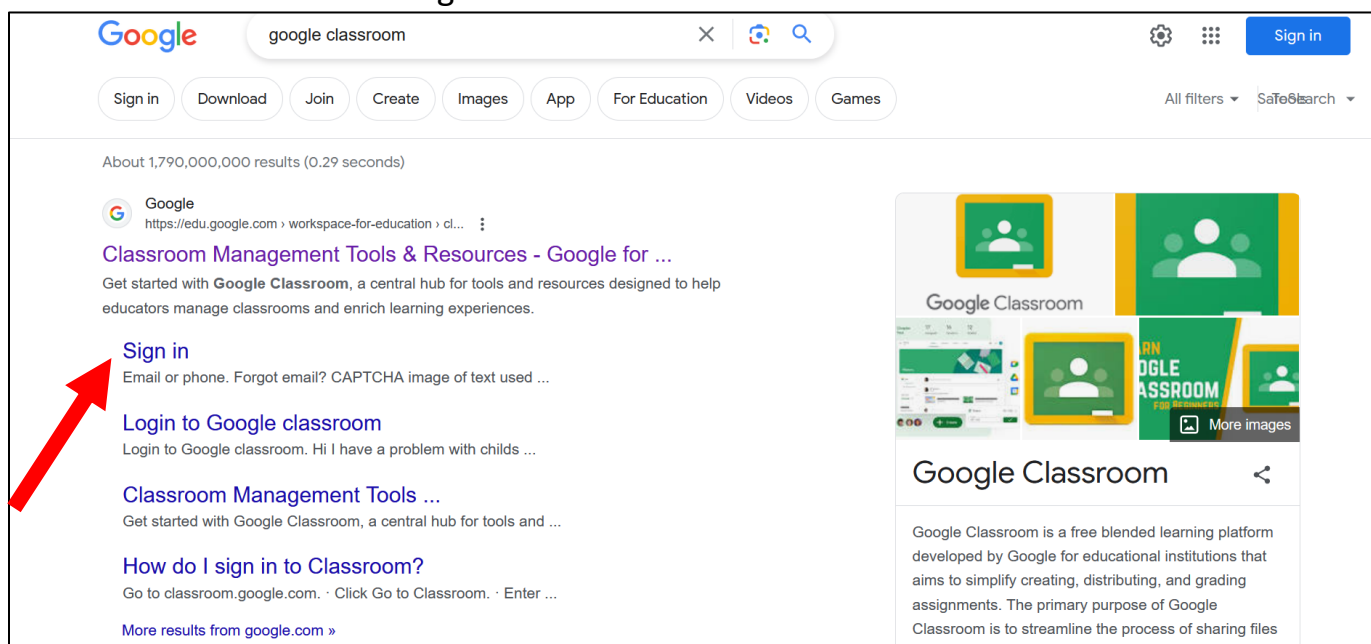 Google
google classroom
Sign in
Sign in
Download
Join
Create
Images
App
For Education
Videos
Games
All filters
About 1,790,000,000 results (0.29 seconds)
Google
https://edu.google.com › workspace-for-education › cl...
Classroom Management Tools & Resources - Google for ...
Get started with Google Classroom, a central hub for tools and resources designed to help
educators manage classrooms and enrich learning experiences.
Sign in
Email or phone. Forgot email? CAPTCHA image of text used ...
Login to Google classroom
Login to Google classroom. Hi I have a problem with childs ...
Classroom Management Tools ...
Get started with Google Classroom, a central hub for tools and ...
How do I sign in to Classroom?
Go to classroom.google.com. · Click Go to Classroom. · Enter ...
More results from google.com »
Google Classroom
FOR BEGINNERS
More images
Google Classroom
Google Classroom is a free blended learning platform
developed by Google for educational institutions that
aims to simplify creating, distributing, and grading
assignments. The primary purpose of Google
Classroom is to streamline the process of sharing files